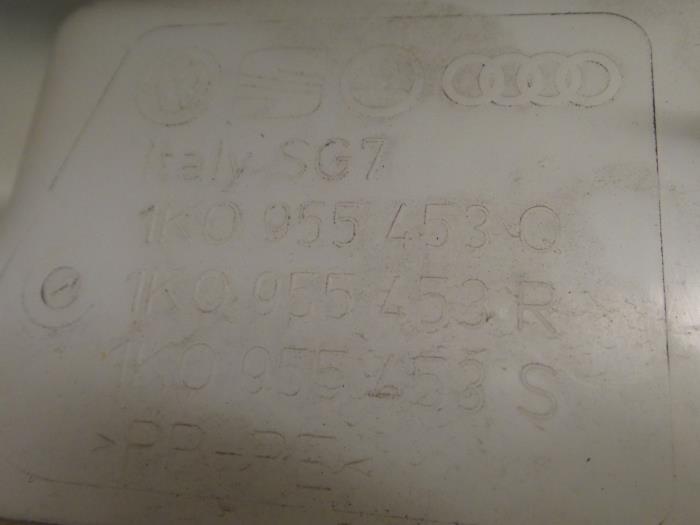 Italy SG7
1K0 955 453 Q
1K0 955 453 R
1K0 955 453 S
>PP-PE<